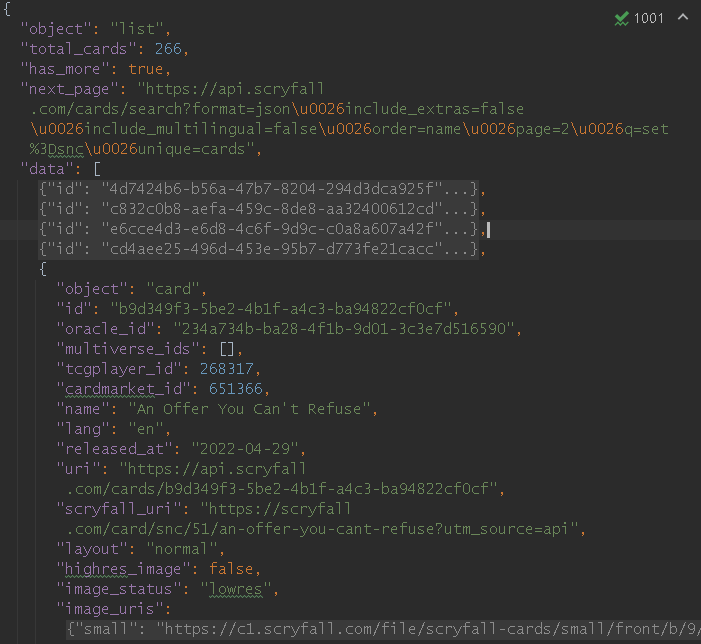 {
1001
"object": "list",
"total_cards": 266,
"has_more": true,
"next_page": "https://api.scryfall
.com/cards/search?format=json\u0026include_extras=false
\u0026include_multilingual=false\u0026order=name\u0026page=2\u0026q=set
%3Dsnc\u0026unique=cards",
"data": [
{"id": "4d7424b6-b56a-47b7-8204-294d3dca925f"...},
{"id": "c832c0b8-aefa-459c-8de8-aa32400612cd"...},
{"id": "e6cce4d3-e6d8-4c6f-9d9c-c0a8a607a42f"...},
{"id": "cd4aee25-496d-453e-95b7-d773fe21cacc"...},
{
"object": "card",
"id": "b9d349f3-5be2-4b1f-a4c3-ba94822cf0cf",
"oracle_id": "234a734b-ba28-4f1b-9d01-3c3e7d516590",
"multiverse_ids": [],
"tcgplayer_id": 268317,
"cardmarket_id": 651366,
"name": "An Offer You Can't Refuse",
"lang": "en",
"released_at": "2022-04-29",
"uri": "https://api.scryfall
.com/cards/b9d349f3-5be2-4b1f-a4c3-ba94822cf0cf",
"scryfall_uri": "https://scryfall
.com/card/snc/51/an-offer-you-cant-refuse?utm_source=api",
"layout": "normal",
"highres_image": false,
"image_status": "lowres",
"image_uris":
{"small": "https://c1.scryfall.com/file/scryfall-cards/small/front/b/9/